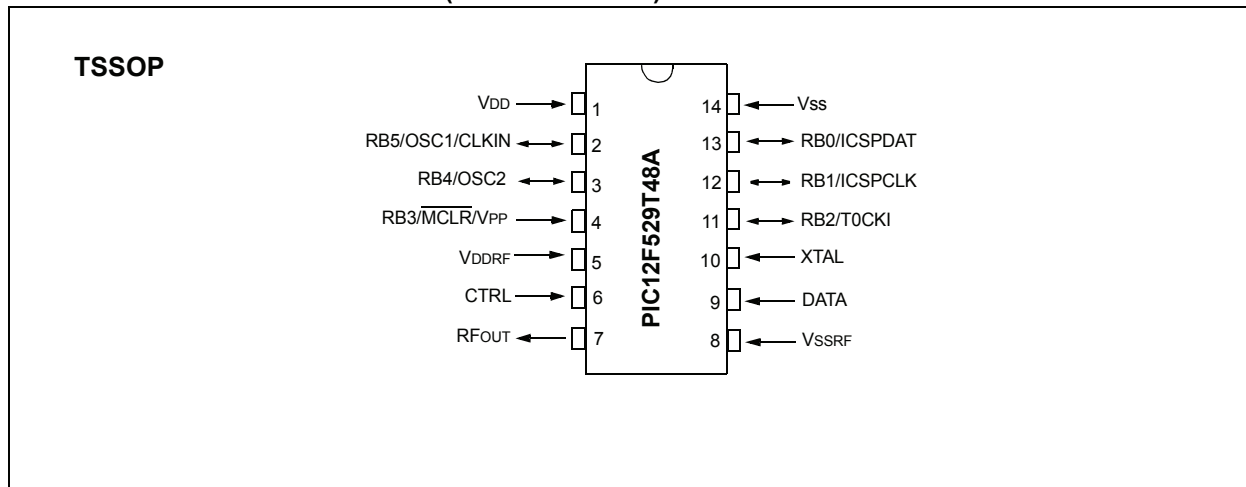 TSSOP
VDD
1
RB5/OSC1/CLKIN
2
RB4/OSC2
3
RB3/MCLR/VPP
4
VDDRF
5
CTRL
6
RFOUT
7
PIC12F529T48A
14
Vss
13
RB0/ICSPDAT
12
RB1/ICSPCLK
11
RB2/T0CKI
10
XTAL
9
DATA
8
VSSRF